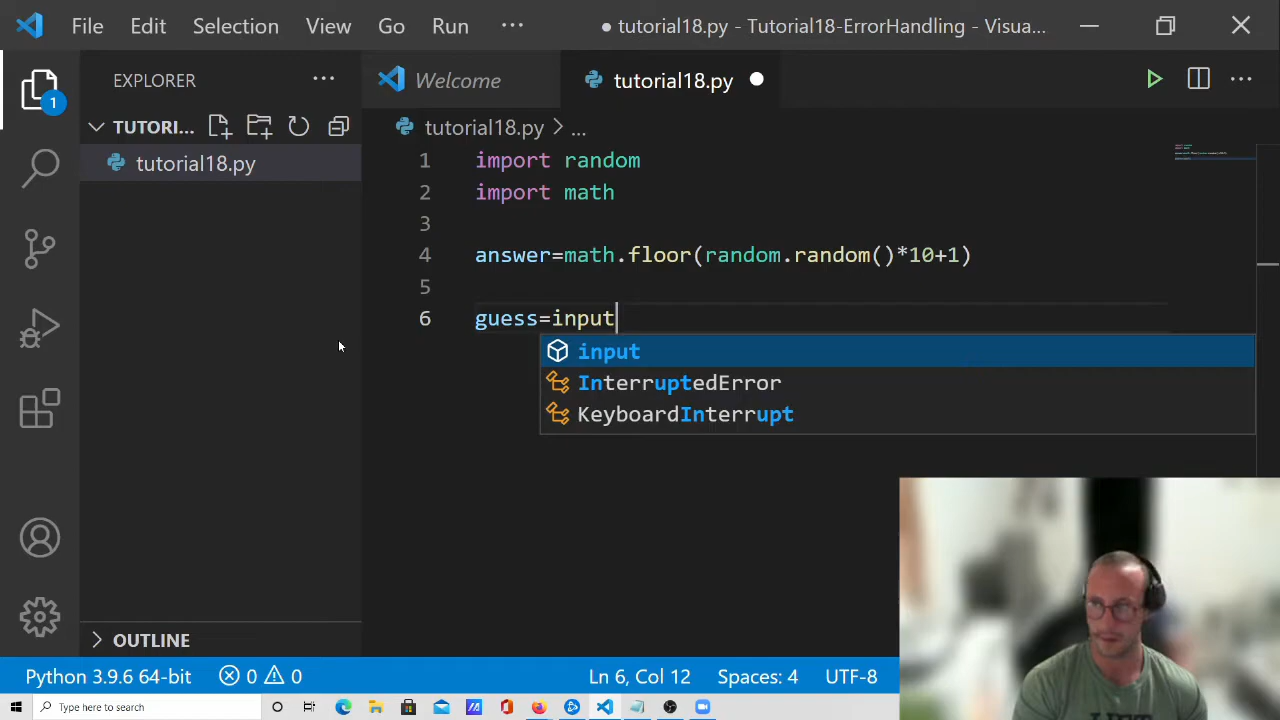 File Edit Selection View Go Run ··· ● tutorial18.py - Tutorial18-ErrorHandling - Visua...
EXPLORER ···
Welcome
tutorial18.py ●
TUTORI...
tutorial18.py
tutorial18.py > ...
1 import random
2 import math
3
4 answer=math.floor(random.random()*10+1)
5
6 guess=input
input
InterruptedError
KeyboardInterrupt
1
OUTLINE
Python 3.9.6 64-bit 0 0 Ln 6, Col 12 Spaces: 4 UTF-8
Type here to search